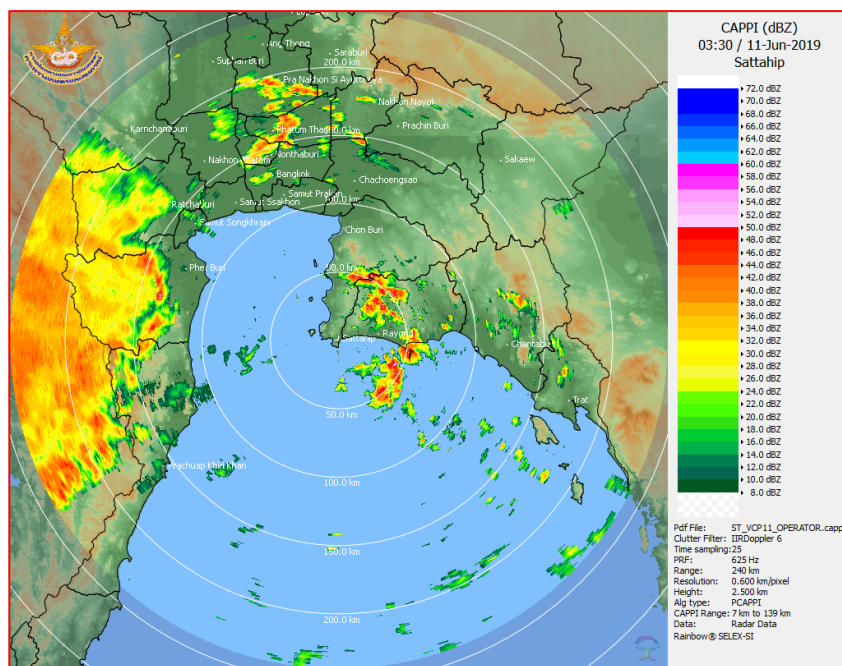 CAPPI (dBZ)
03:30 / 11-Jun-2019
Sattahip
72.0 dBZ
70.0 dBZ
68.0 dBZ
66.0 dBZ
64.0 dBZ
62.0 dBZ
60.0 dBZ
58.0 dBZ
56.0 dBZ
54.0 dBZ
52.0 dBZ
50.0 dBZ
48.0 dBZ
46.0 dBZ
44.0 dBZ
42.0 dBZ
40.0 dBZ
38.0 dBZ
36.0 dBZ
34.0 dBZ
32.0 dBZ
30.0 dBZ
28.0 dBZ
26.0 dBZ
24.0 dBZ
22.0 dBZ
20.0 dBZ
18.0 dBZ
16.0 dBZ
14.0 dBZ
12.0 dBZ
10.0 dBZ
8.0 dBZ
Pdf File: ST_VCP11_OPERATOR.capp
Clutter Filter: IIRDoppler 6
Time sampling:25
PRF: 625 Hz
Range: 240 km
Resolution: 0.600 km/pixel
Height: 2.500 km
Alg type: PCAPPI
CAPPI Range: 7 km to 139 km
Data: Radar Data
Rainbow® SELEX-SI
Ang Thong
Saraburi
Suphan Buri
200.0 km
Pra Nakhon Si Ayutthaya
Nakhon Nayok
Karnchanaburi
Phatum Thani
Prachin Buri
Nonthaburi
Nakhon Pathom
Sakaew
Bangkok
Chachoengsao
Ratchaburi
Samut Prakan
Samut Ssakhon
Samut Songkhram
Chon Buri
Phet Buri
Rayong
Sattahip
Chantaburi
Trat
50.0 km
Prachuap Khiri Khan
100.0 km
150.0 km
200.0 km